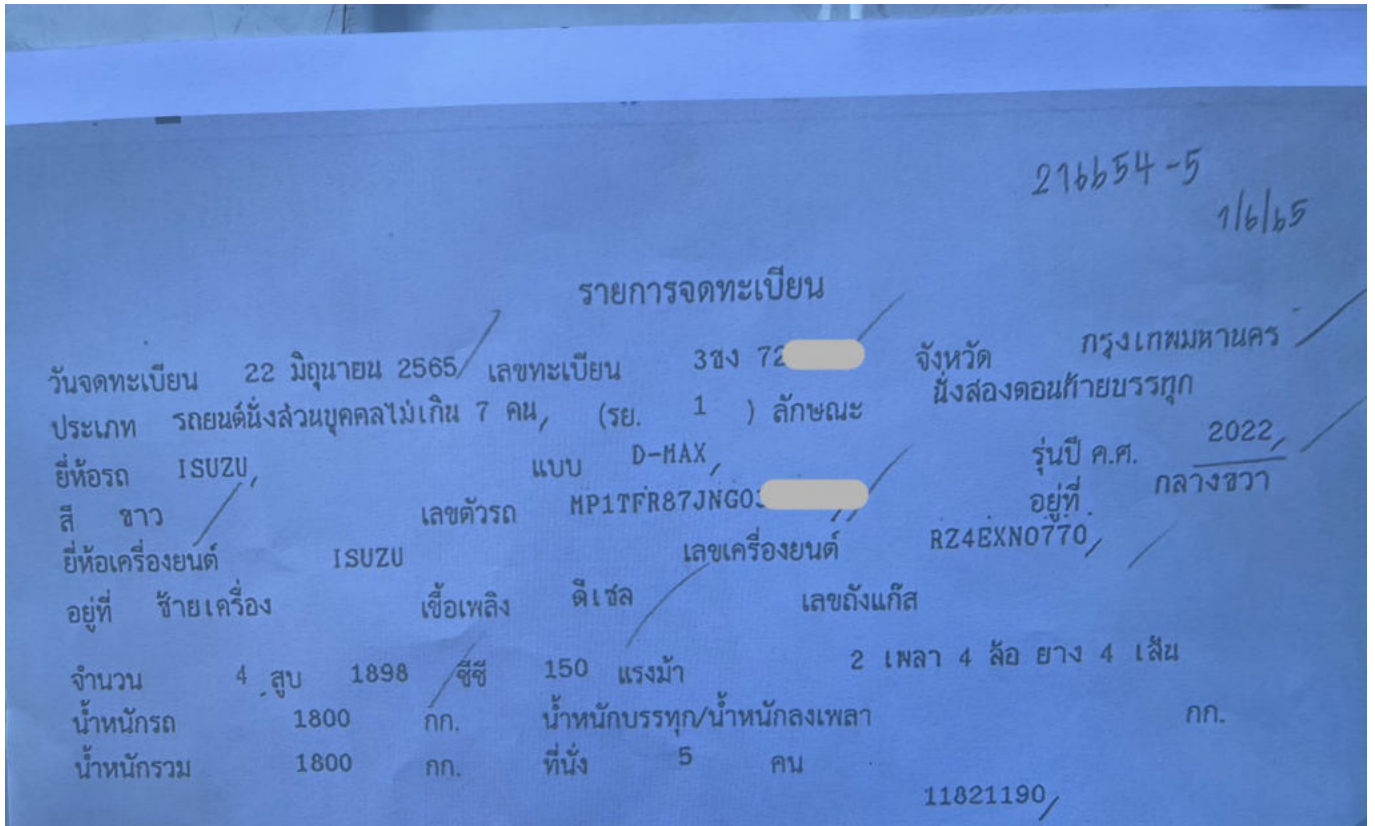 216654-5
1/6/65
รายการจดทะเบียน
วันจดทะเบียน 22 มิถุนายน 2565 เลขทะเบียน 3ขง 72 จังหวัด กรุงเทพมหานคร
ประเภท รถยนต์นั่งส่วนบุคคลไม่เกิน 7 คน, (รย. 1 ) ลักษณะ นั่งสองตอนท้ายบรรทุก
ยี่ห้อรถ ISUZU, แบบ D-MAX, รุ่นปี ค.ศ. 2022,
สี ขาว เลขตัวรถ MP1TFR87JNG03 อยู่ที่ กลางขวา
ยี่ห้อเครื่องยนต์ ISUZU เลขเครื่องยนต์ RZ4EXN0770,
อยู่ที่ ซ้ายเครื่อง เชื้อเพลิง ดีเซล เลขถังแก๊ส
จำนวน 4 สูบ 1898 ซีซี 150 แรงม้า 2 เพลา 4 ล้อ ยาง 4 เส้น
น้ำหนักรถ 1800 กก. น้ำหนักบรรทุก/น้ำหนักลงเพลา กก.
น้ำหนักรวม 1800 กก. ที่นั่ง 5 คน
11821190,